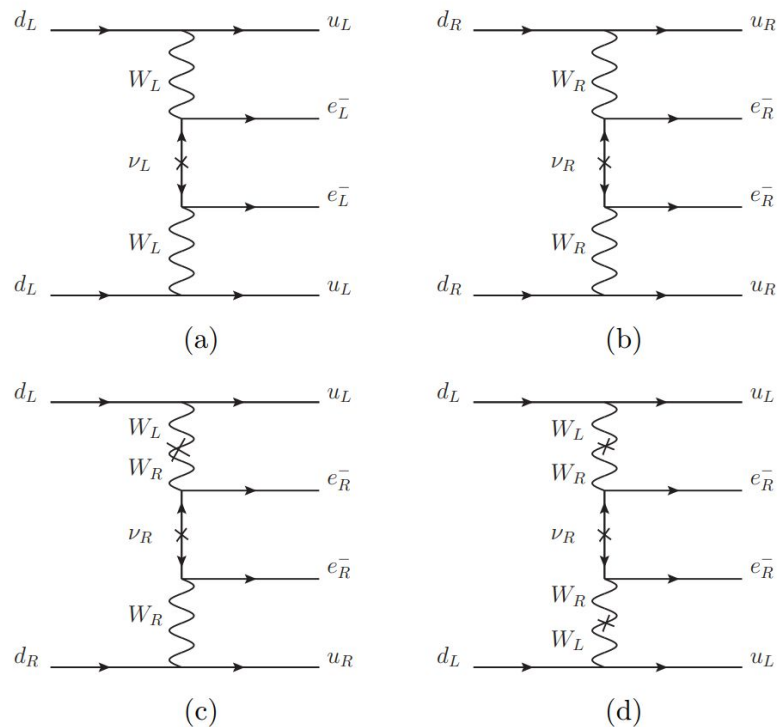 d_L u_L d_R u_R
W_L W_R
e_L^- e_R^-
ν_L ν_R
e_L^- e_R^-
W_L W_R
d_L u_L d_R u_R
(a) (b)
d_L u_L d_L u_L
W_L W_L
W_R W_R
e_R^- e_R^-
ν_R ν_R
e_R^- e_R^-
W_R W_R
W_L
d_R u_R d_L u_L
(c) (d)